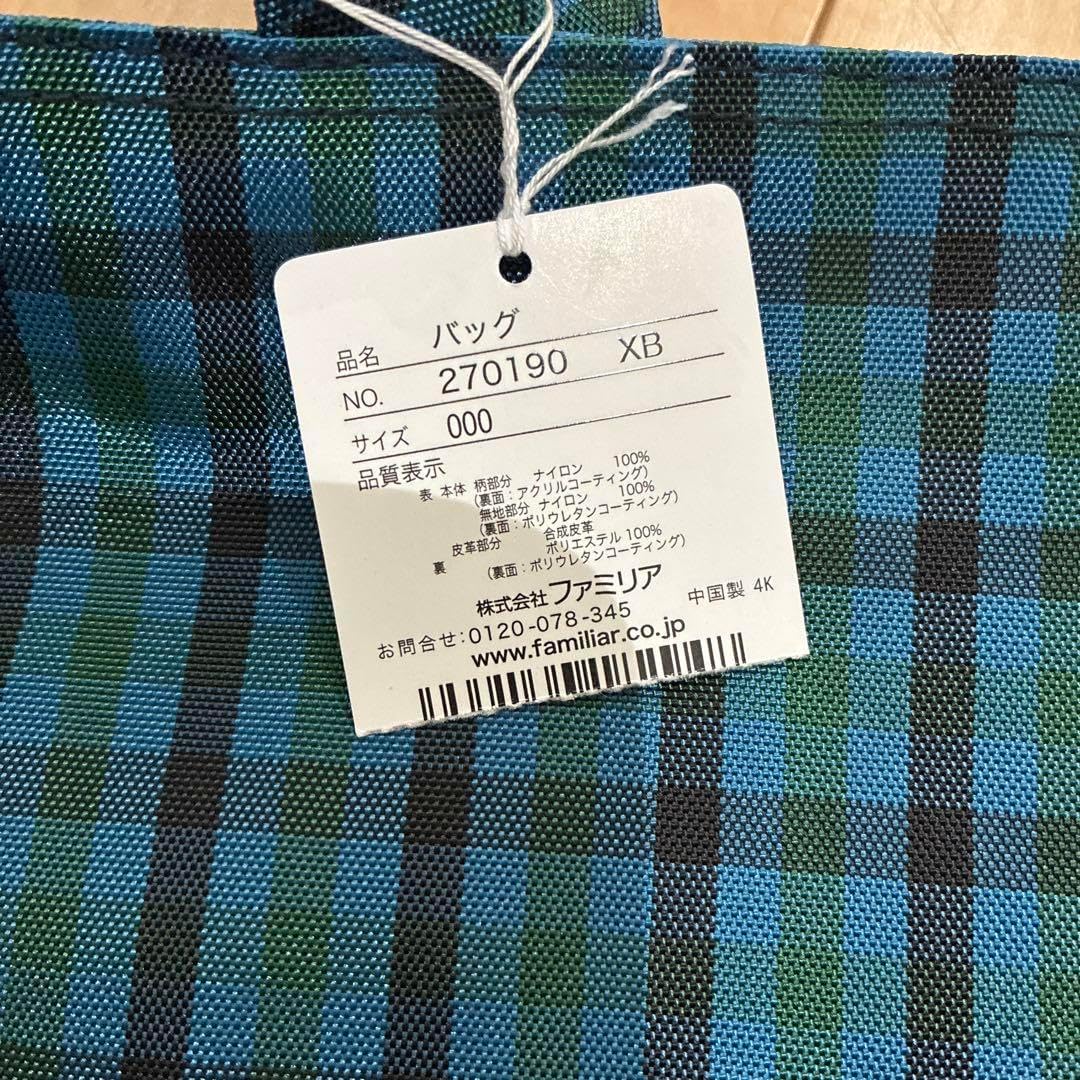 品名 バッグ
NO. 270190 XB
サイズ 000
品質表示
表 本体 柄部分 ナイロン 100%
(裏面：アクリルコーティング)
無地部分 ナイロン 100%
(裏面：ポリウレタンコーティング)
皮革部分 合成皮革
裏 ポリエステル 100%
(裏面：ポリウレタンコーティング)
株式会社 ファミリア
中国製 4K
お問合せ：0120-078-345
www.familiar.co.jp